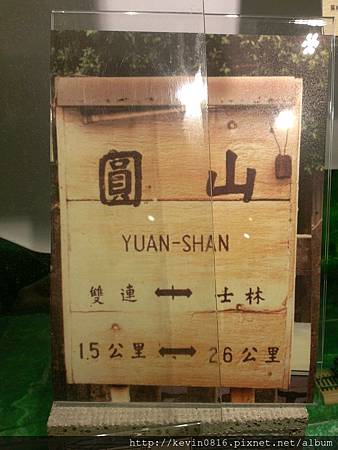 圓山
YUAN-SHAN
雙連 ⟷ 士林
1.5公里 ⟷ 2.6公里
http://kevin0816.pixnet.net/album